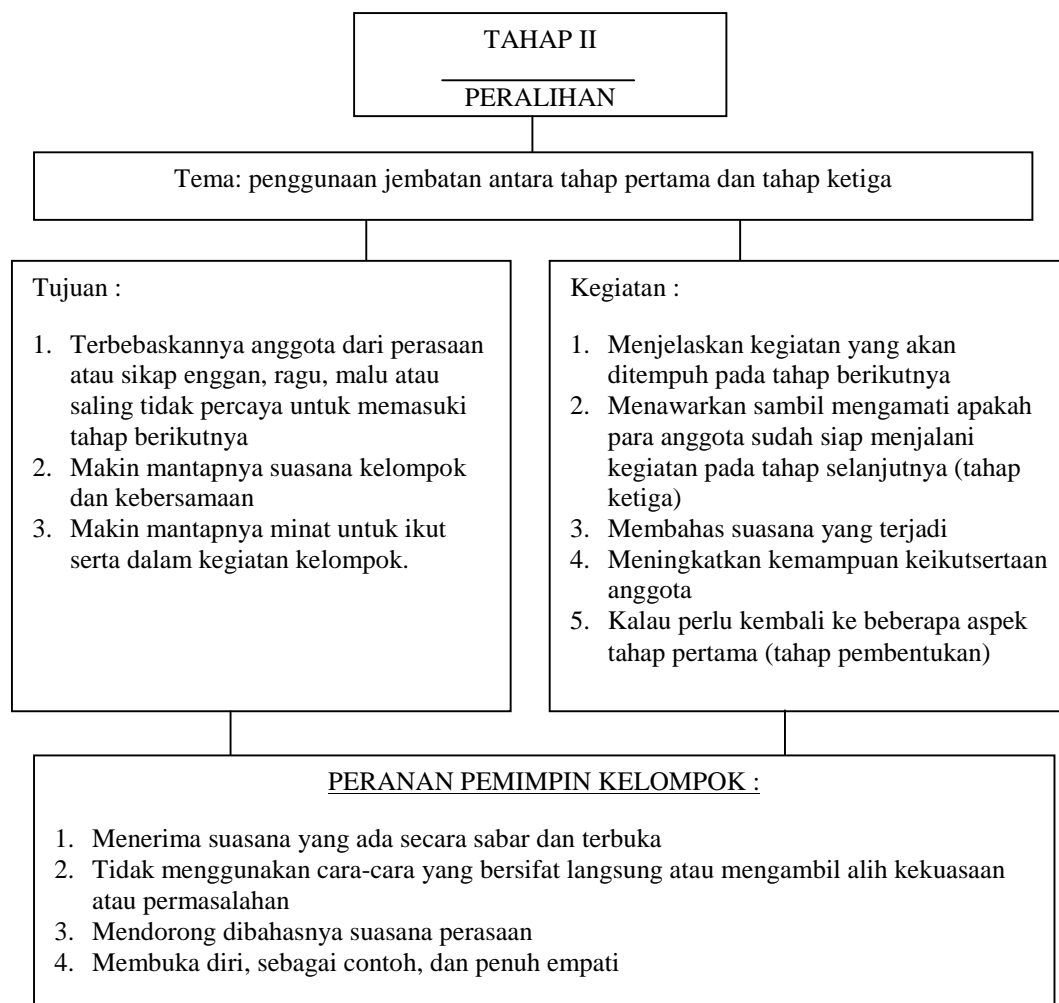 TAHAP II
PERALIHAN
Tema: penggunaan jembatan antara tahap pertama dan tahap ketiga
Tujuan :
1. Terbebaskannya anggota dari perasaan
atau sikap enggan, ragu, malu atau
saling tidak percaya untuk memasuki
tahap berikutnya
2. Makin mantapnya suasana kelompok
dan kebersamaan
3. Makin mantapnya minat untuk ikut
serta dalam kegiatan kelompok.
Kegiatan :
1. Menjelaskan kegiatan yang akan
ditempuh pada tahap berikutnya
2. Menawarkan sambil mengamati apakah
para anggota sudah siap menjalani
kegiatan pada tahap selanjutnya (tahap
ketiga)
3. Membahas suasana yang terjadi
4. Meningkatkan kemampuan keikutsertaan
anggota
5. Kalau perlu kembali ke beberapa aspek
tahap pertama (tahap pembentukan)
PERANAN PEMIMPIN KELOMPOK :
1. Menerima suasana yang ada secara sabar dan terbuka
2. Tidak menggunakan cara-cara yang bersifat langsung atau mengambil alih kekuasaan
atau permasalahan
3. Mendorong dibahasnya suasana perasaan
4. Membuka diri, sebagai contoh, dan penuh empati